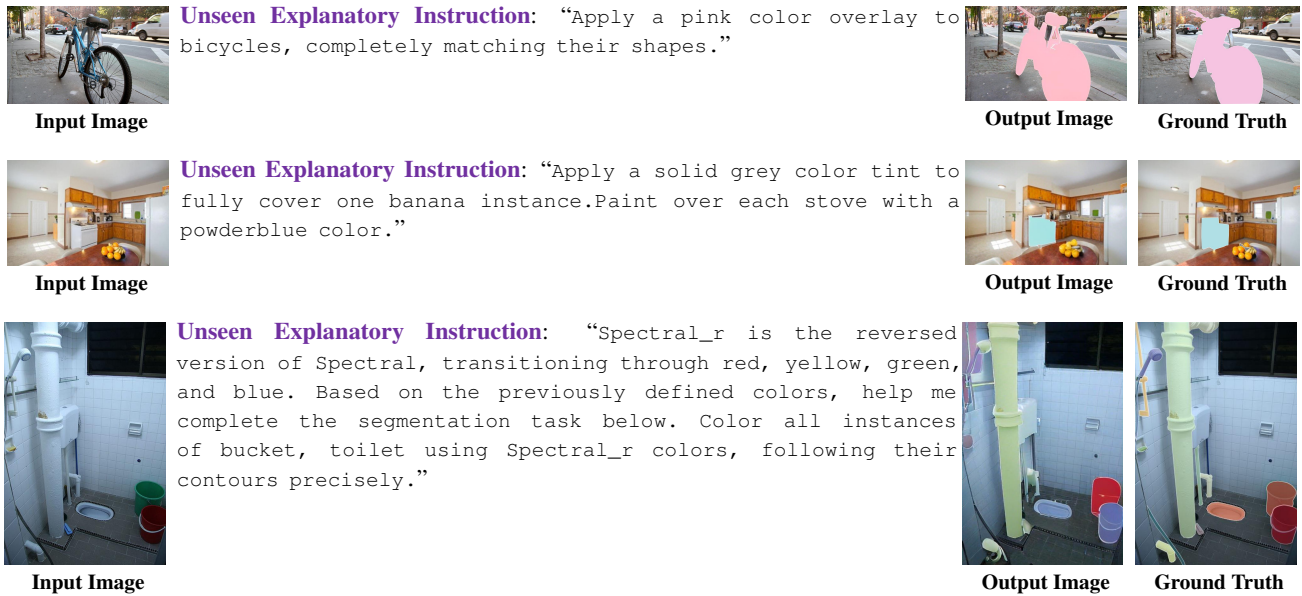 Unseen Explanatory Instruction: “Apply a pink color overlay to
bicycles, completely matching their shapes.”
Input Image
Output Image
Ground Truth
Unseen Explanatory Instruction: “Apply a solid grey color tint to
fully cover one banana instance.Paint over each stove with a
powderblue color.”
Input Image
Output Image
Ground Truth
Unseen Explanatory Instruction: “Spectral_r is the reversed
version of Spectral, transitioning through red, yellow, green,
and blue. Based on the previously defined colors, help me
complete the segmentation task below. Color all instances
of bucket, toilet using Spectral_r colors, following their
contours precisely.”
Input Image
Output Image
Ground Truth